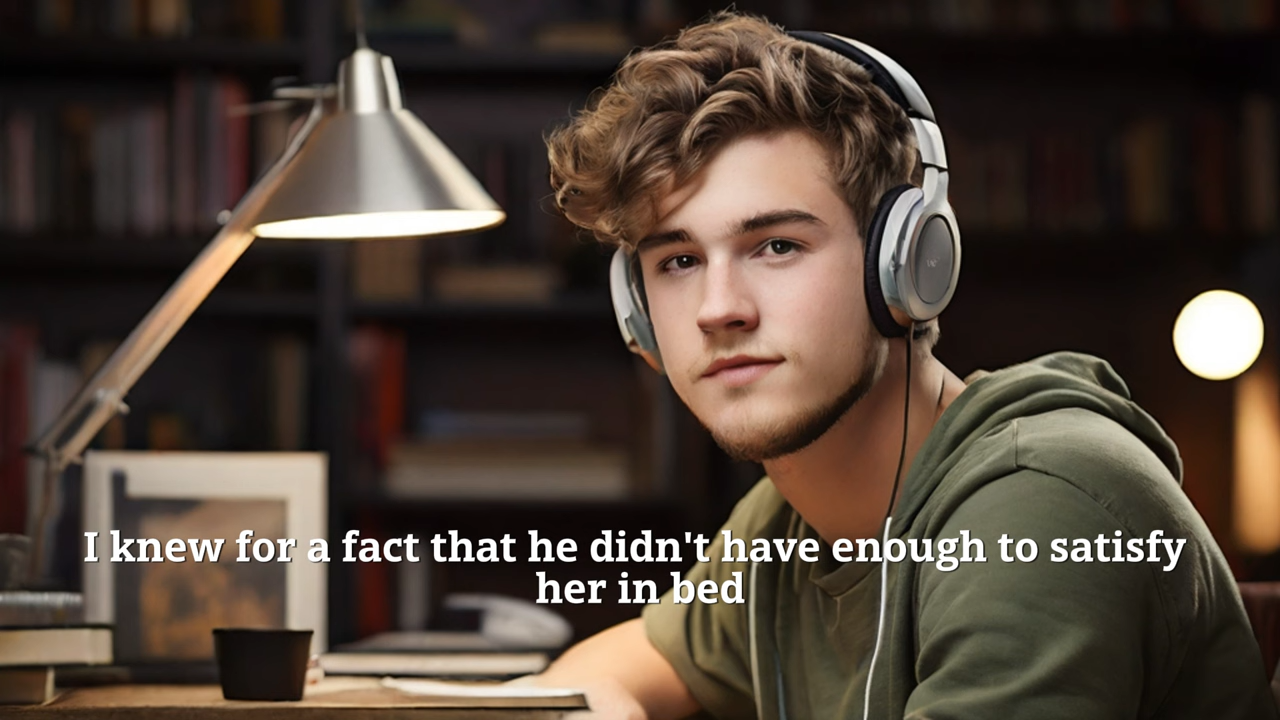 I knew for a fact that he didn't have enough to satisfy
her in bed